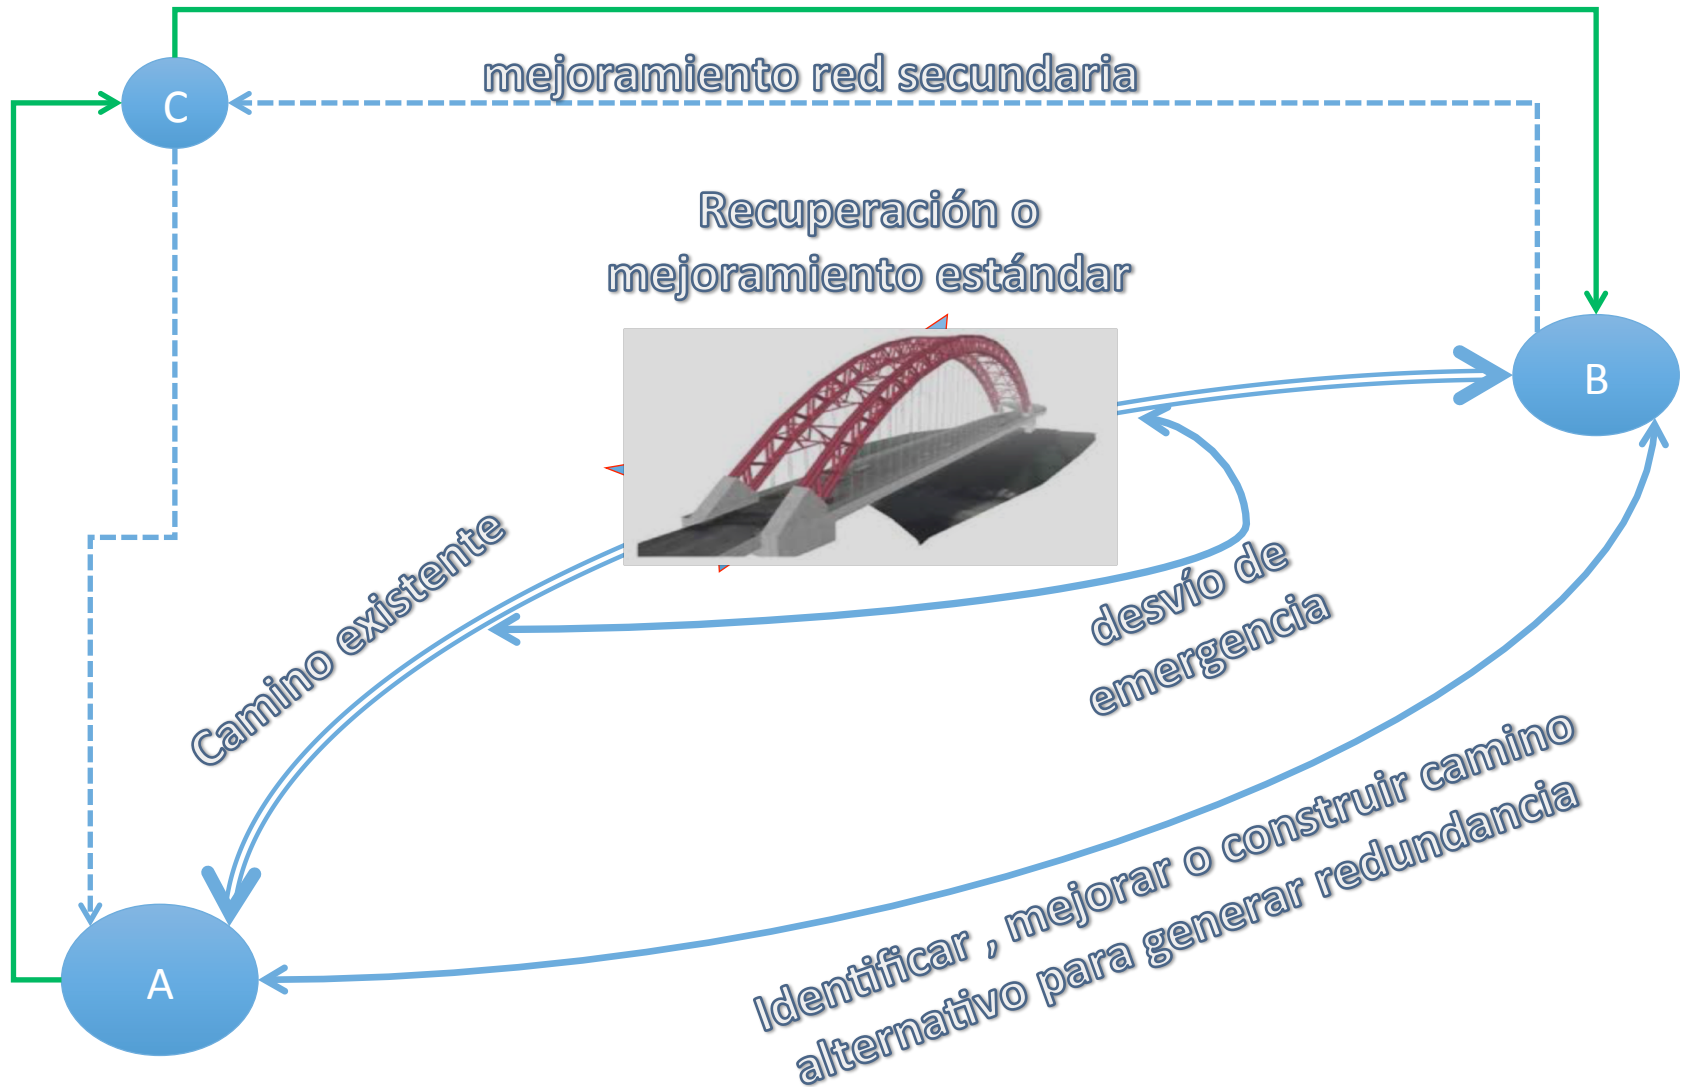 mejoramiento red secundaria
C
Recuperación o
mejoramiento estándar
B
Camino existente
desvío de
emergencia
Identificar , mejorar o construir camino
alternativo para generar redundancia
A